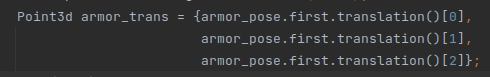 Point3d armor_trans = {armor_pose.first.translation()[0],
armor_pose.first.translation()[1],
armor_pose.first.translation()[2]};